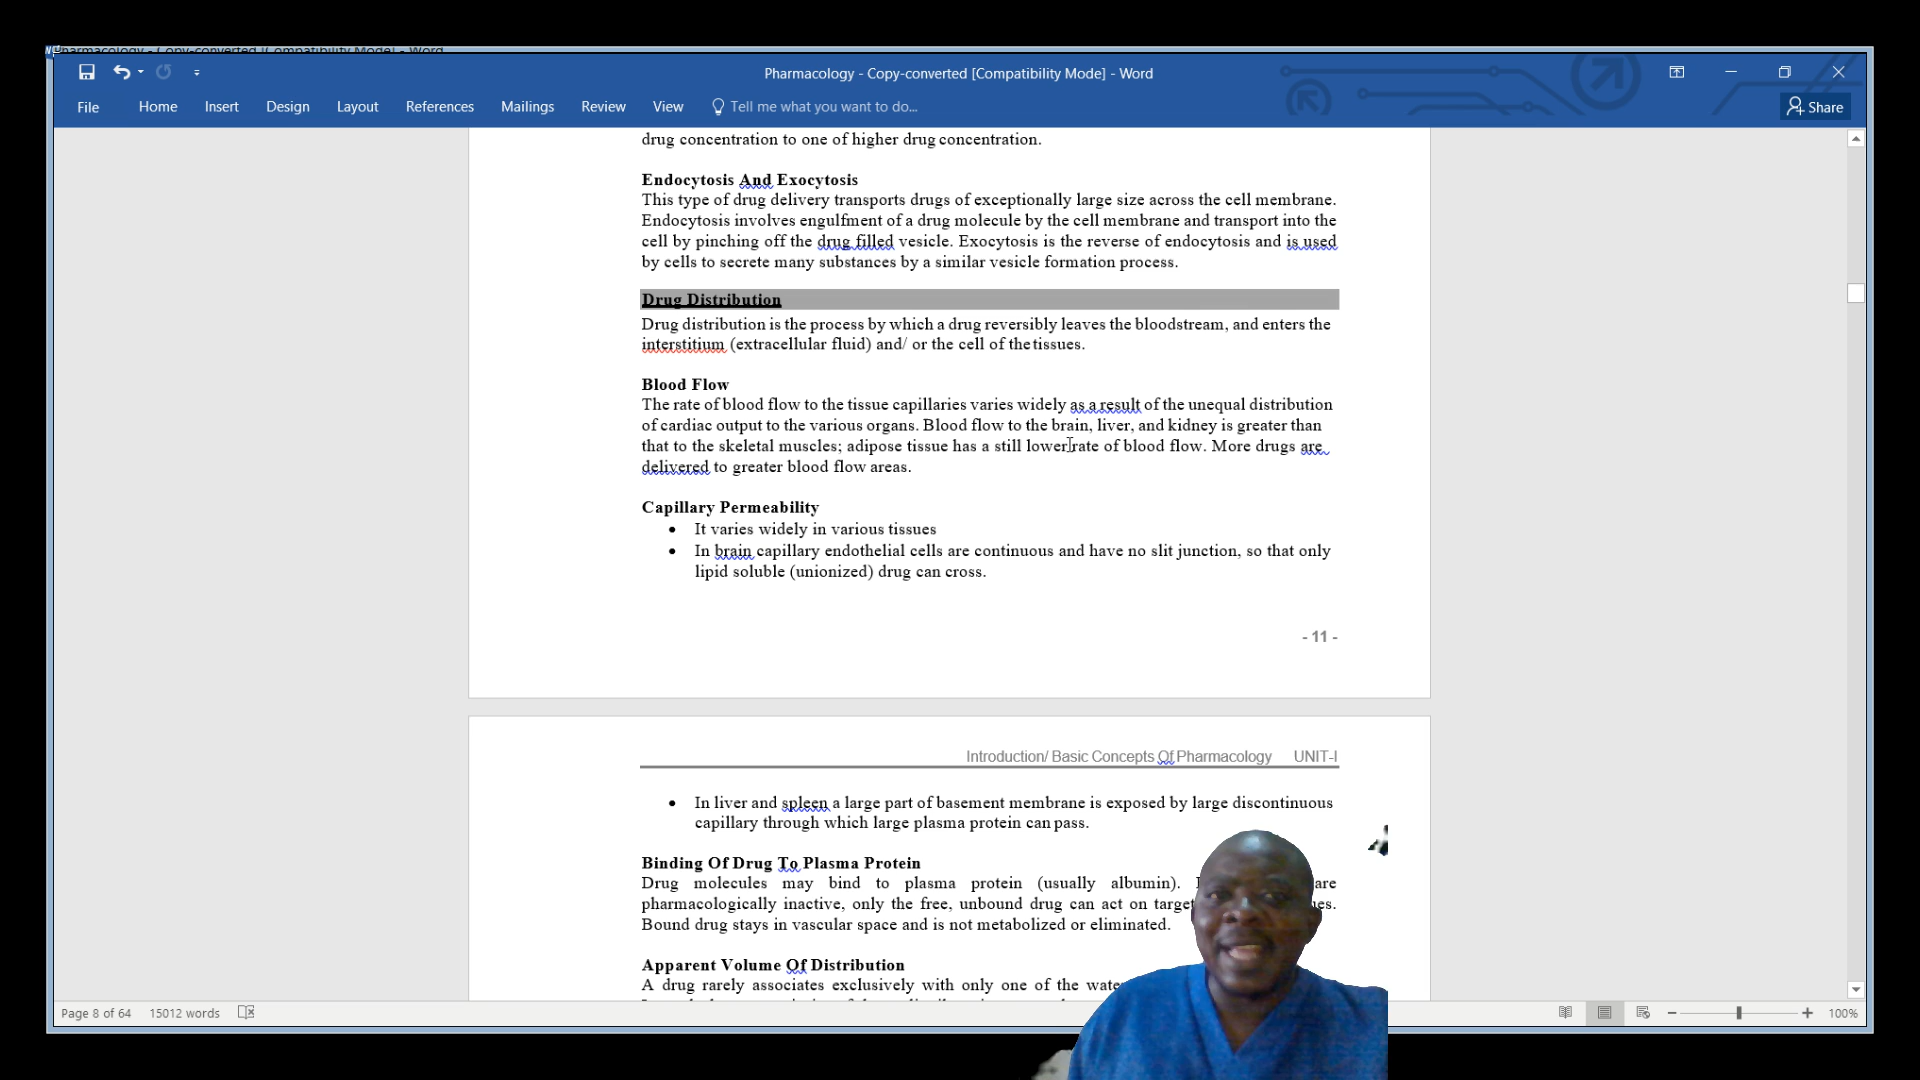 Pharmacology - Copy-converted [Compatibility Mode] - Word
Pharmacology - Copy-converted [Compatibility Mode] - Word
File Home Insert Design Layout References Mailings Review View Tell me what you want to do... Share
drug concentration to one of higher drug concentration.
Endocytosis And Exocytosis
This type of drug delivery transports drugs of exceptionally large size across the cell membrane.
Endocytosis involves engulfment of a drug molecule by the cell membrane and transport into the
cell by pinching off the drug filled vesicle. Exocytosis is the reverse of endocytosis and is used
by cells to secrete many substances by a similar vesicle formation process.
Drug Distribution
Drug distribution is the process by which a drug reversibly leaves the bloodstream, and enters the
interstitium (extracellular fluid) and/ or the cell of the tissues.
Blood Flow
The rate of blood flow to the tissue capillaries varies widely as a result of the unequal distribution
of cardiac output to the various organs. Blood flow to the brain, liver, and kidney is greater than
that to the skeletal muscles; adipose tissue has a still lower rate of blood flow. More drugs are
delivered to greater blood flow areas.
Capillary Permeability
• It varies widely in various tissues
• In brain capillary endothelial cells are continuous and have no slit junction, so that only
lipid soluble (unionized) drug can cross.
- 11 -
Introduction/ Basic Concepts Of Pharmacology UNIT-I
• In liver and spleen a large part of basement membrane is exposed by large discontinuous
capillary through which large plasma protein can pass.
Binding Of Drug To Plasma Protein
Drug molecules may bind to plasma protein (usually albumin). are
pharmacologically inactive, only the free, unbound drug can act on target
Bound drug stays in vascular space and is not metabolized or eliminated.
Apparent Volume Of Distribution
A drug rarely associates exclusively with only one of the
Page 8 of 64 15012 words 100%